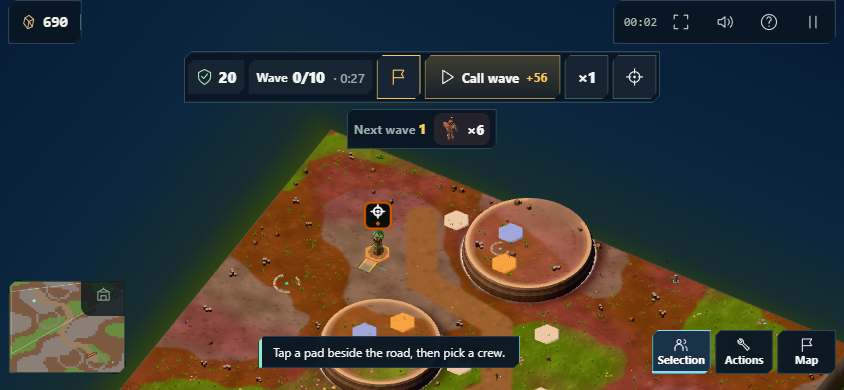 690
00:02
20
Wave 0/10 · 0:27
Call wave +56
×1
Next wave 1
×6
Tap a pad beside the road, then pick a crew.
Selection
Actions
Map